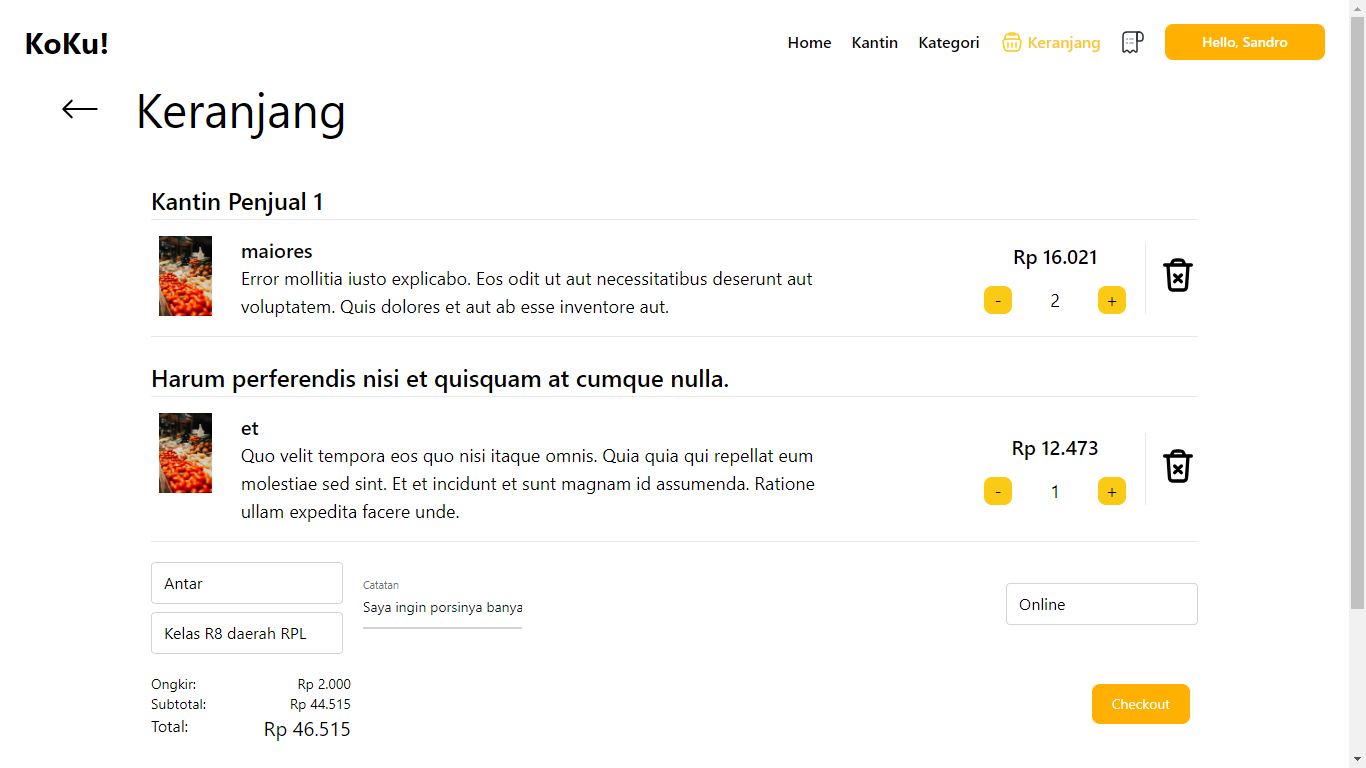 KoKu!
Home
Kantin
Kategori
Keranjang
Hello, Sandro
Keranjang
Kantin Penjual 1
maiores
Error mollitia iusto explicabo. Eos odit ut aut necessitatibus deserunt aut
voluptatem. Quis dolores et aut ab esse inventore aut.
Rp 16.021
-
2
+
Harum perferendis nisi et quisquam at cumque nulla.
et
Quo velit tempora eos quo nisi itaque omnis. Quia quia qui repellat eum
molestiae sed sint. Et et incidunt et sunt magnam id assumenda. Ratione
ullam expedita facere unde.
Rp 12.473
-
1
+
Antar
Kelas R8 daerah RPL
Catatan
Saya ingin porsinya banya
Online
Ongkir: Rp 2.000
Subtotal: Rp 44.515
Total: Rp 46.515
Checkout